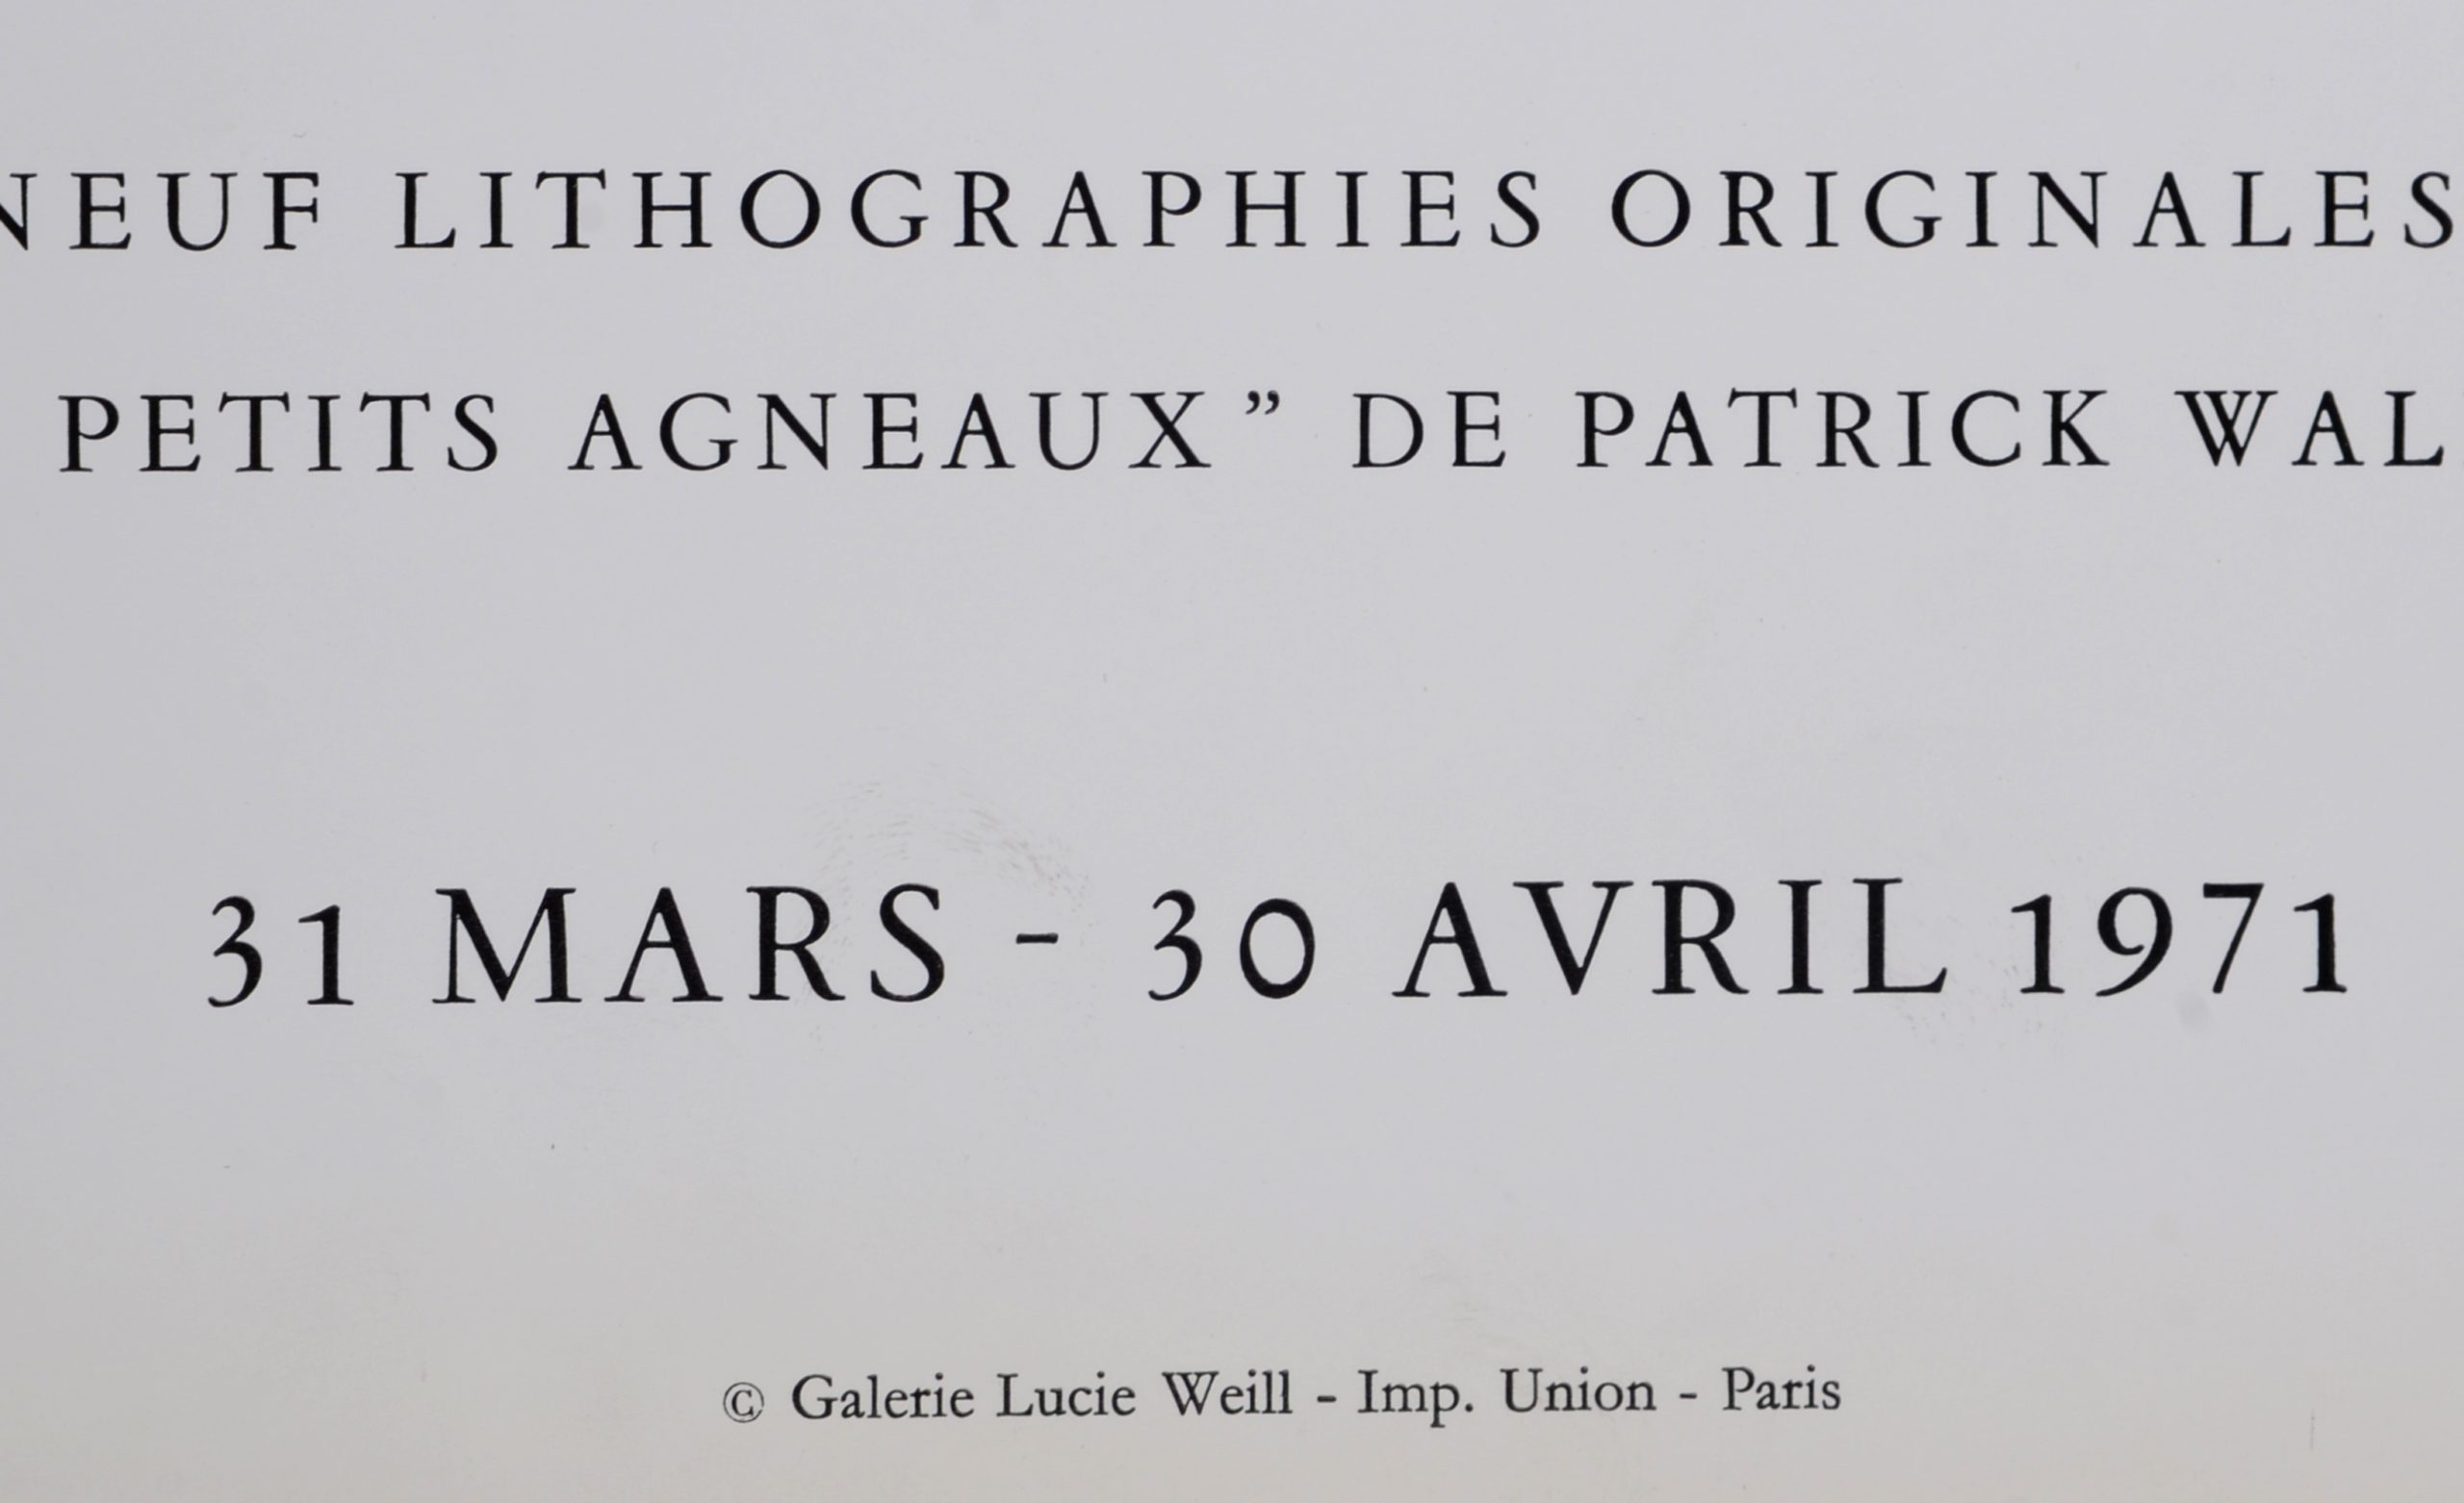 NEUF LITHOGRAPHIES ORIGINALES
PETITS AGNEAUX” DE PATRICK WAL
31 MARS - 30 AVRIL 1971
© Galerie Lucie Weill - Imp. Union - Paris